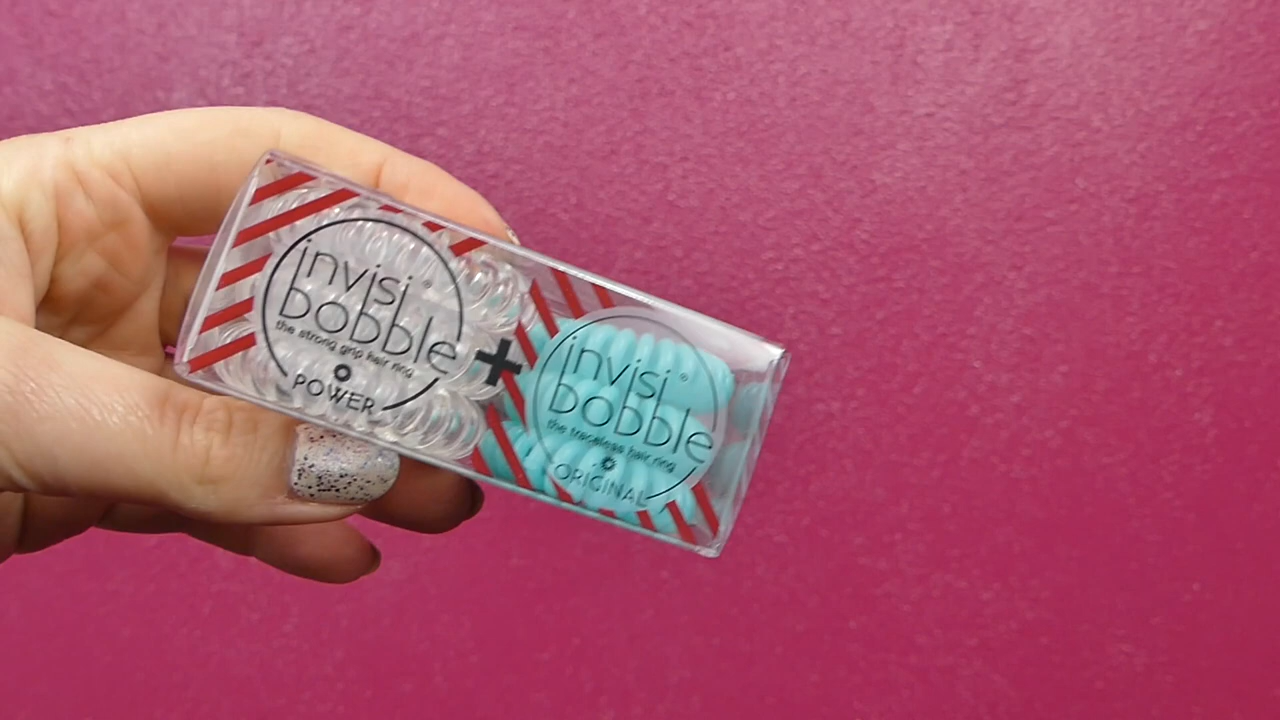 invisi®
bobble
the strong grip hair ring
POWER
+
invisi®
bobble
the traceless hair ring
ORIGINAL